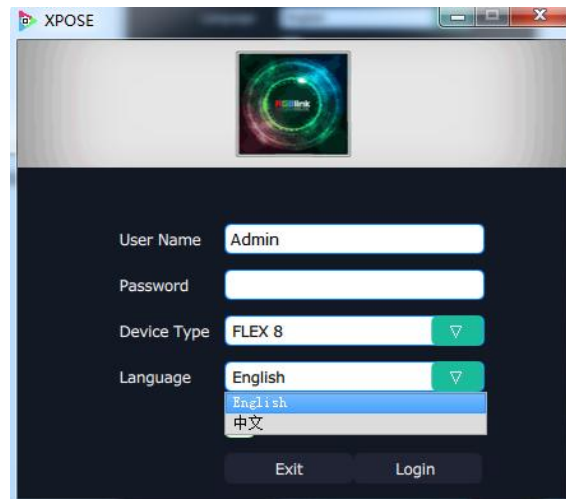 XPOSE
RGBlink
User Name Admin
Password
Device Type FLEX 8
Language English
English
中文
Exit Login